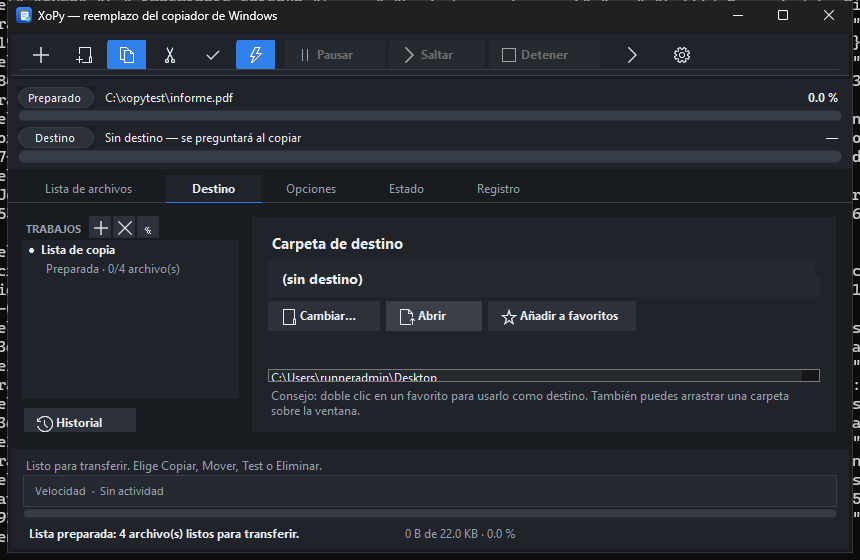 XoPy — reemplazo del copiador de Windows
Pausar
Saltar
Detener
Preparado
C:\xopytest\informe.pdf
0.0 %
Destino
Sin destino — se preguntará al copiar
—
Lista de archivos
Destino
Opciones
Estado
Registro
TRABAJOS
Lista de copia
Preparada · 0/4 archivo(s)
Historial
Carpeta de destino
(sin destino)
Cambiar...
Abrir
Añadir a favoritos
C:\Users\runneradmin\Desktop
Consejo: doble clic en un favorito para usarlo como destino. También puedes arrastrar una carpeta
sobre la ventana.
Listo para transferir. Elige Copiar, Mover, Test o Eliminar.
Velocidad · Sin actividad
Lista preparada: 4 archivo(s) listos para transferir.
0 B de 22.0 KB · 0.0 %